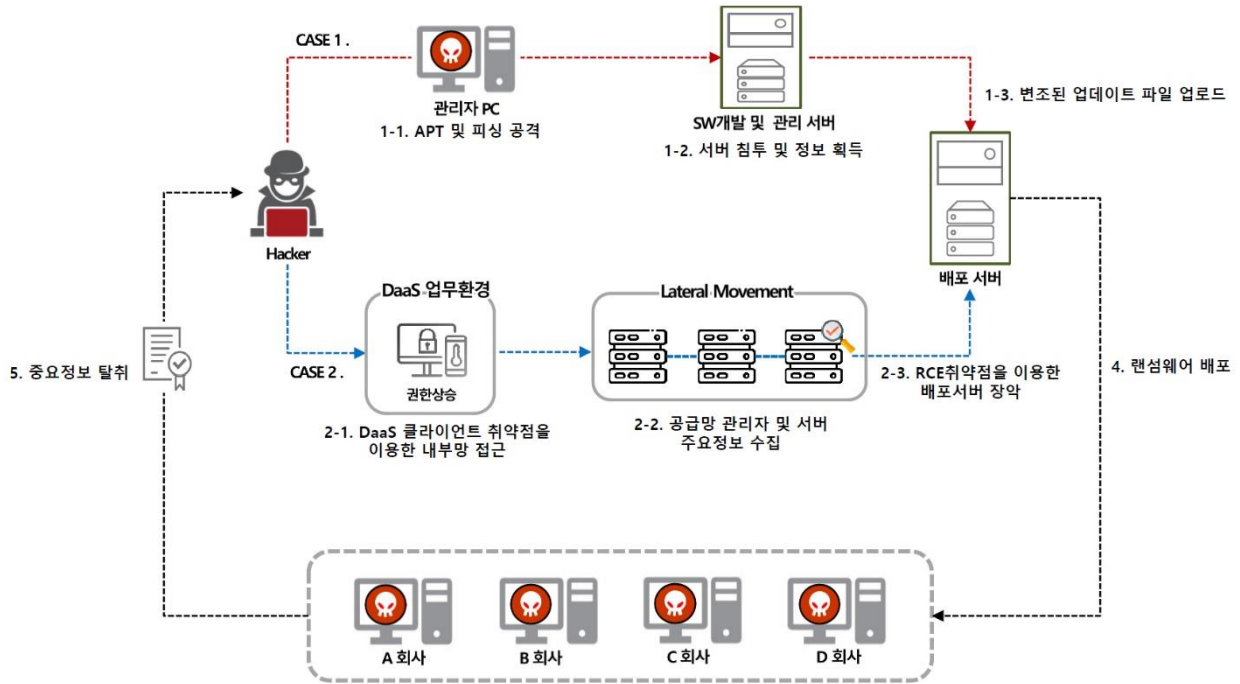 CASE 1 .
관리자 PC
1-1. APT 및 피싱 공격
SW개발 및 관리 서버
1-2. 서버 침투 및 정보 획득
1-3. 변조된 업데이트 파일 업로드
배포 서버
Hacker
CASE 2 .
DaaS 업무환경
권한상승
2-1. DaaS 클라이언트 취약점을
이용한 내부망 접근
Lateral Movement
2-2. 공급망 관리자 및 서버
주요정보 수집
2-3. RCE취약점을 이용한
배포서버 장악
4. 랜섬웨어 배포
5. 중요정보 탈취
A 회사
B 회사
C 회사
D 회사